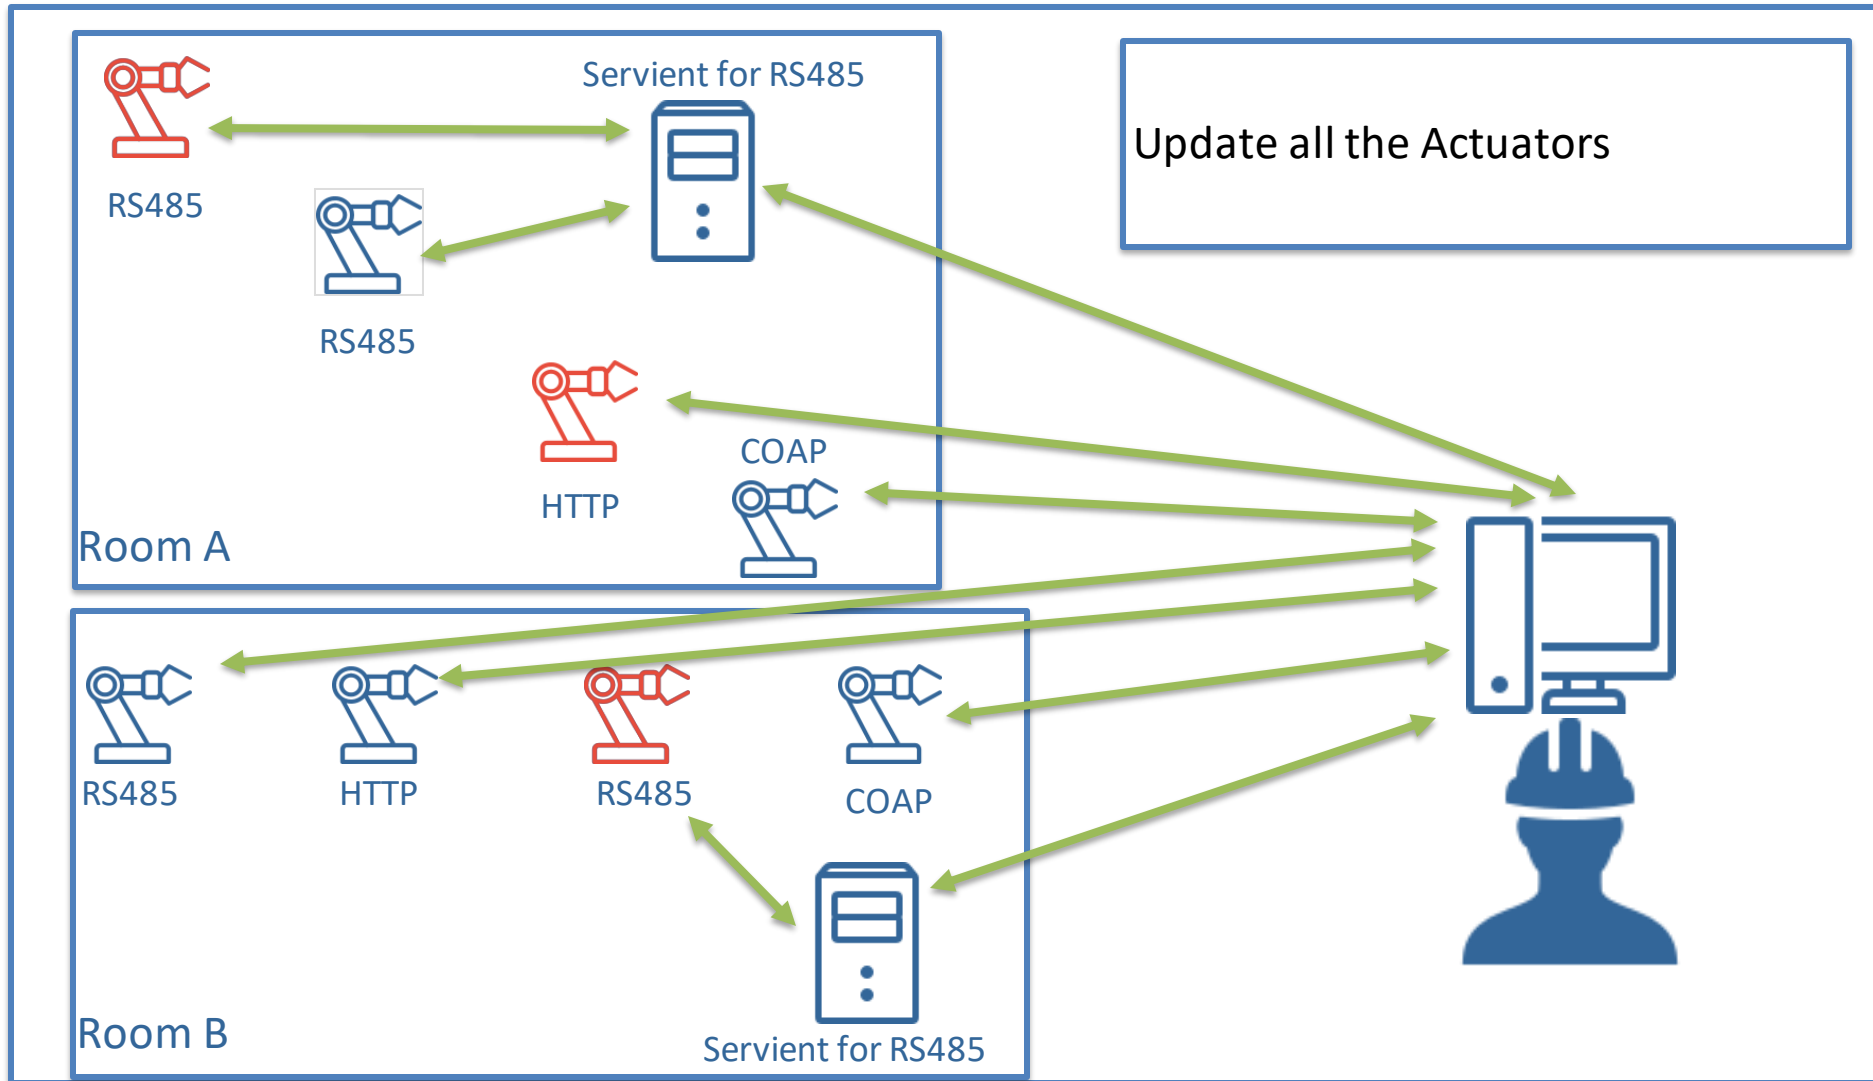 Servient for RS485
RS485
RS485
HTTP
COAP
Room A
Update all the Actuators
RS485
HTTP
RS485
COAP
Room B
Servient for RS485